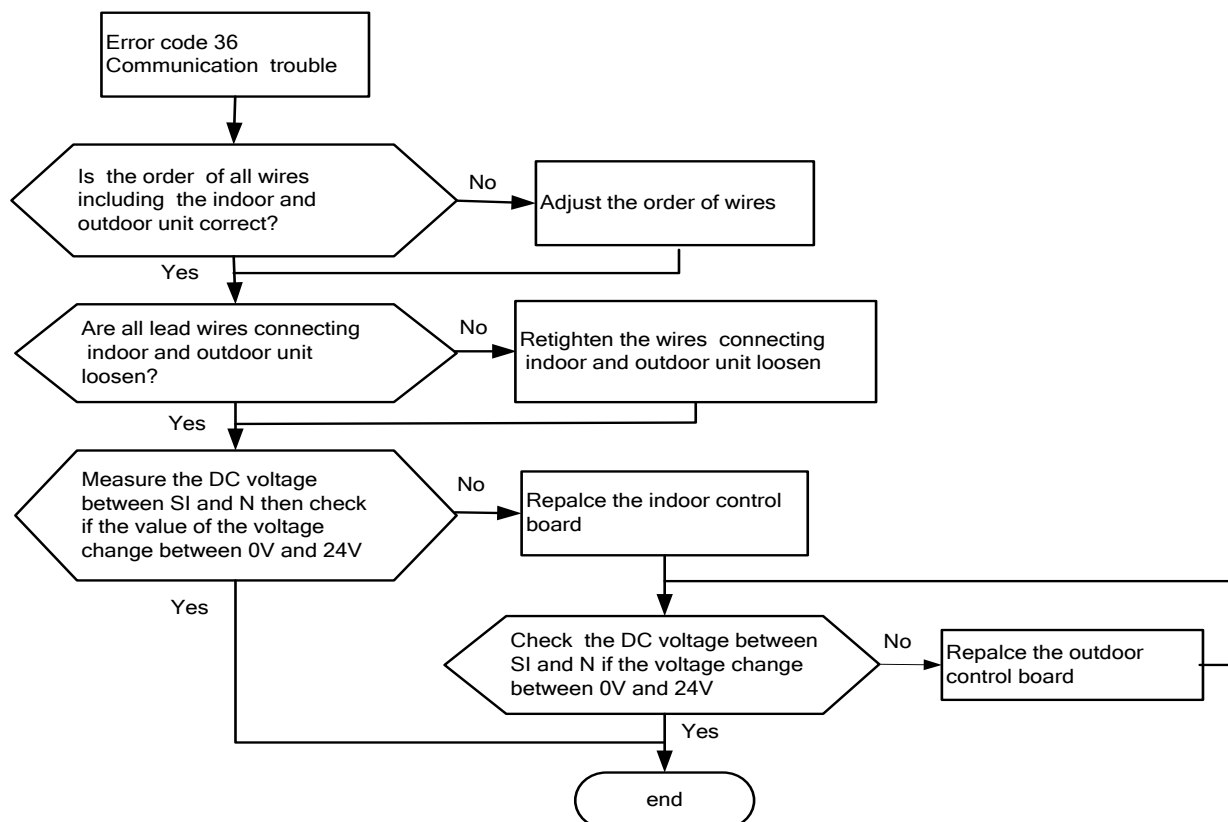 Error code 36
Communication trouble
Is the order of all wires
including the indoor and
outdoor unit correct?
No
Adjust the order of wires
Yes
Are all lead wires connecting
indoor and outdoor unit
loosen?
No
Retighten the wires connecting
indoor and outdoor unit loosen
Yes
Measure the DC voltage
between SI and N then check
if the value of the voltage
change between 0V and 24V
No
Repalce the indoor control
board
Yes
Check the DC voltage between
SI and N if the voltage change
between 0V and 24V
No
Repalce the outdoor
control board
Yes
end